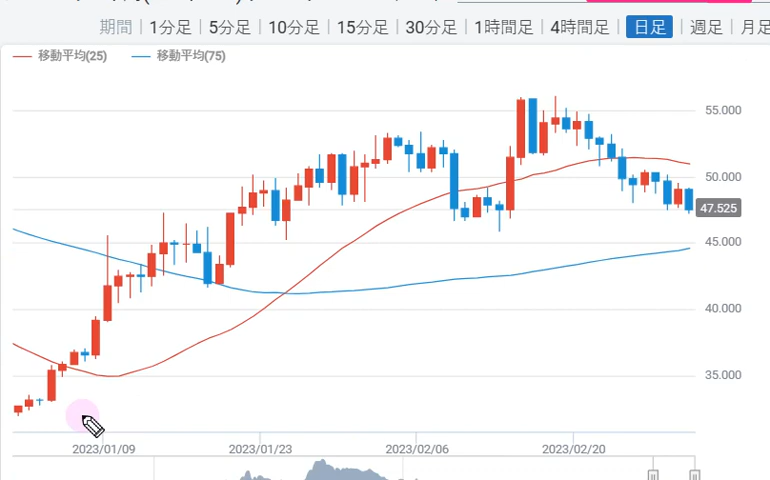 期間 1分足 5分足 10分足 15分足 30分足 1時間足 4時間足 日足 週足 月足
移動平均(25) 移動平均(75)
55.000
50.000
47.525
45.000
40.000
35.000
2023/01/09 2023/01/23 2023/02/06 2023/02/20